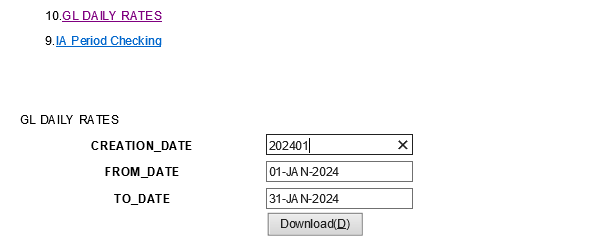 10.GL DAILY RATES
9.IA Period Checking
GL DAILY RATES
CREATION_DATE 202401
FROM_DATE 01-JAN-2024
TO_DATE 31-JAN-2024
Download(D)